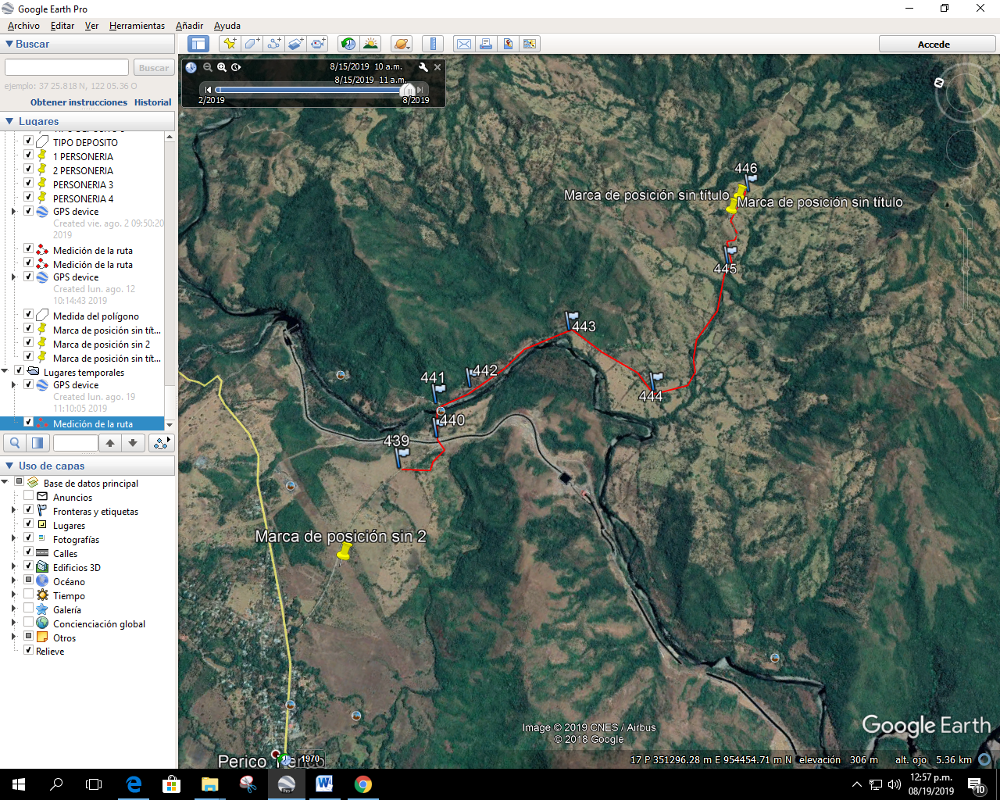 Google Earth Pro
Archivo Editar Ver Herramientas Añadir Ayuda
Buscar
Buscar
ejemplo: 37 25.818 N, 122 05.36 O
Obtener instrucciones Historial
Lugares
TIPO DEPOSITO
1 PERSONERIA
2 PERSONERIA
PERSONERIA 3
PERSONERIA 4
GPS device
Created vie. ago. 2 09:50:20
2019
Medición de la ruta
Medición de la ruta
GPS device
Created lun. ago. 12
10:14:43 2019
Medida del polígono
Marca de posición sin tít...
Marca de posición sin 2
Marca de posición sin tít...
Lugares temporales
GPS device
Created lun. ago. 19
11:10:05 2019
Medición de la ruta
Uso de capas
Base de datos principal
Anuncios
Fronteras y etiquetas
Lugares
Fotografías
Calles
Edificios 3D
Océano
Tiempo
Galería
Concienciación global
Otros
Relieve
Accede
8/15/2019 10 a.m.
8/15/2019 11 a.m.
2/2019
8/2019
446
Marca de posición sin título
Marca de posición sin título
445
443
442
441
444
440
439
Marca de posición sin 2
Image © 2019 CNES / Airbus
© 2018 Google
Google Earth
Perico
1970
17 P 351296.28 m E 954454.71 m N elevación 306 m alt. ojo 5.36 km
12:57 p.m.
08/19/2019
10